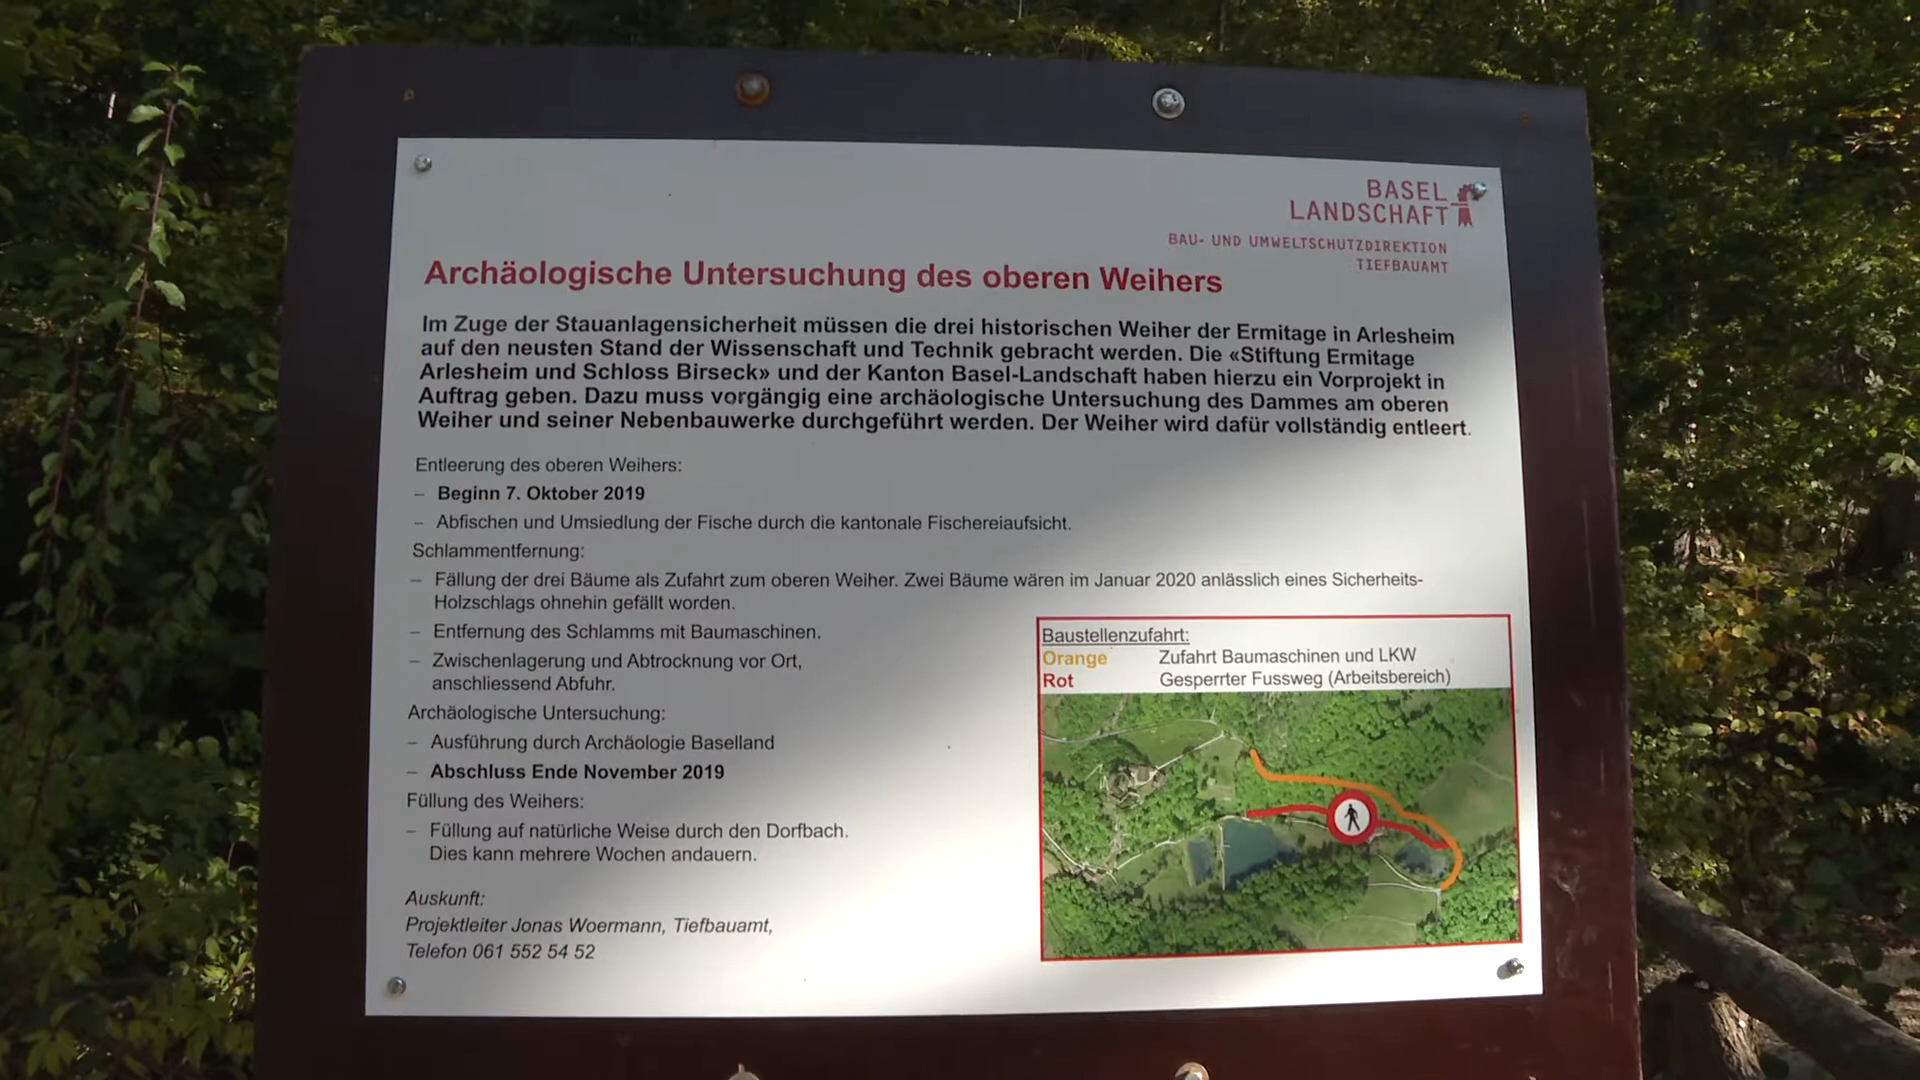 BASEL
LANDSCHAFT
BAU- UND UMWELTSCHUTZDIREKTION
TIEFBAUAMT
Archäologische Untersuchung des oberen Weihers
Im Zuge der Stauanlagensicherheit müssen die drei historischen Weiher der Ermitage in Arlesheim
auf den neusten Stand der Wissenschaft und Technik gebracht werden. Die «Stiftung Ermitage
Arlesheim und Schloss Birseck» und der Kanton Basel-Landschaft haben hierzu ein Vorprojekt in
Auftrag geben. Dazu muss vorgängig eine archäologische Untersuchung des Dammes am oberen
Weiher und seiner Nebenbauwerke durchgeführt werden. Der Weiher wird dafür vollständig entleert.
Entleerung des oberen Weihers:
– Beginn 7. Oktober 2019
– Abfischen und Umsiedlung der Fische durch die kantonale Fischereiaufsicht.
Schlammentfernung:
– Fällung der drei Bäume als Zufahrt zum oberen Weiher. Zwei Bäume wären im Januar 2020 anlässlich eines Sicherheits-
Holzschlags ohnehin gefällt worden.
– Entfernung des Schlamms mit Baumaschinen.
– Zwischenlagerung und Abtrocknung vor Ort,
anschliessend Abfuhr.
Archäologische Untersuchung:
– Ausführung durch Archäologie Baselland
– Abschluss Ende November 2019
Füllung des Weihers:
– Füllung auf natürliche Weise durch den Dorfbach.
Dies kann mehrere Wochen andauern.
Auskunft:
Projektleiter Jonas Woermann, Tiefbauamt,
Telefon 061 552 54 52
Baustellenzufahrt:
Orange Zufahrt Baumaschinen und LKW
Rot Gesperrter Fussweg (Arbeitsbereich)